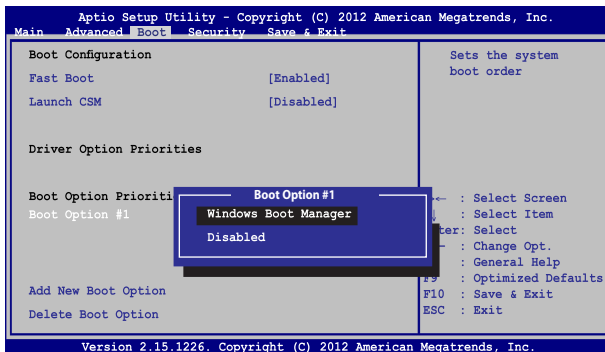 Aptio Setup Utility - Copyright (C) 2012 American Megatrends, Inc.
Main Advanced Boot Security Save & Exit
Boot Configuration
Fast Boot [Enabled]
Launch CSM [Disabled]
Driver Option Priorities
Boot Option Prioriti
Boot Option #1
Add New Boot Option
Delete Boot Option
Boot Option #1
Windows Boot Manager
Disabled
Sets the system
boot order
→← : Select Screen
: Select Item
ter: Select
: Change Opt.
: General Help
F9 : Optimized Defaults
F10 : Save & Exit
ESC : Exit
Version 2.15.1226. Copyright (C) 2012 American Megatrends, Inc.